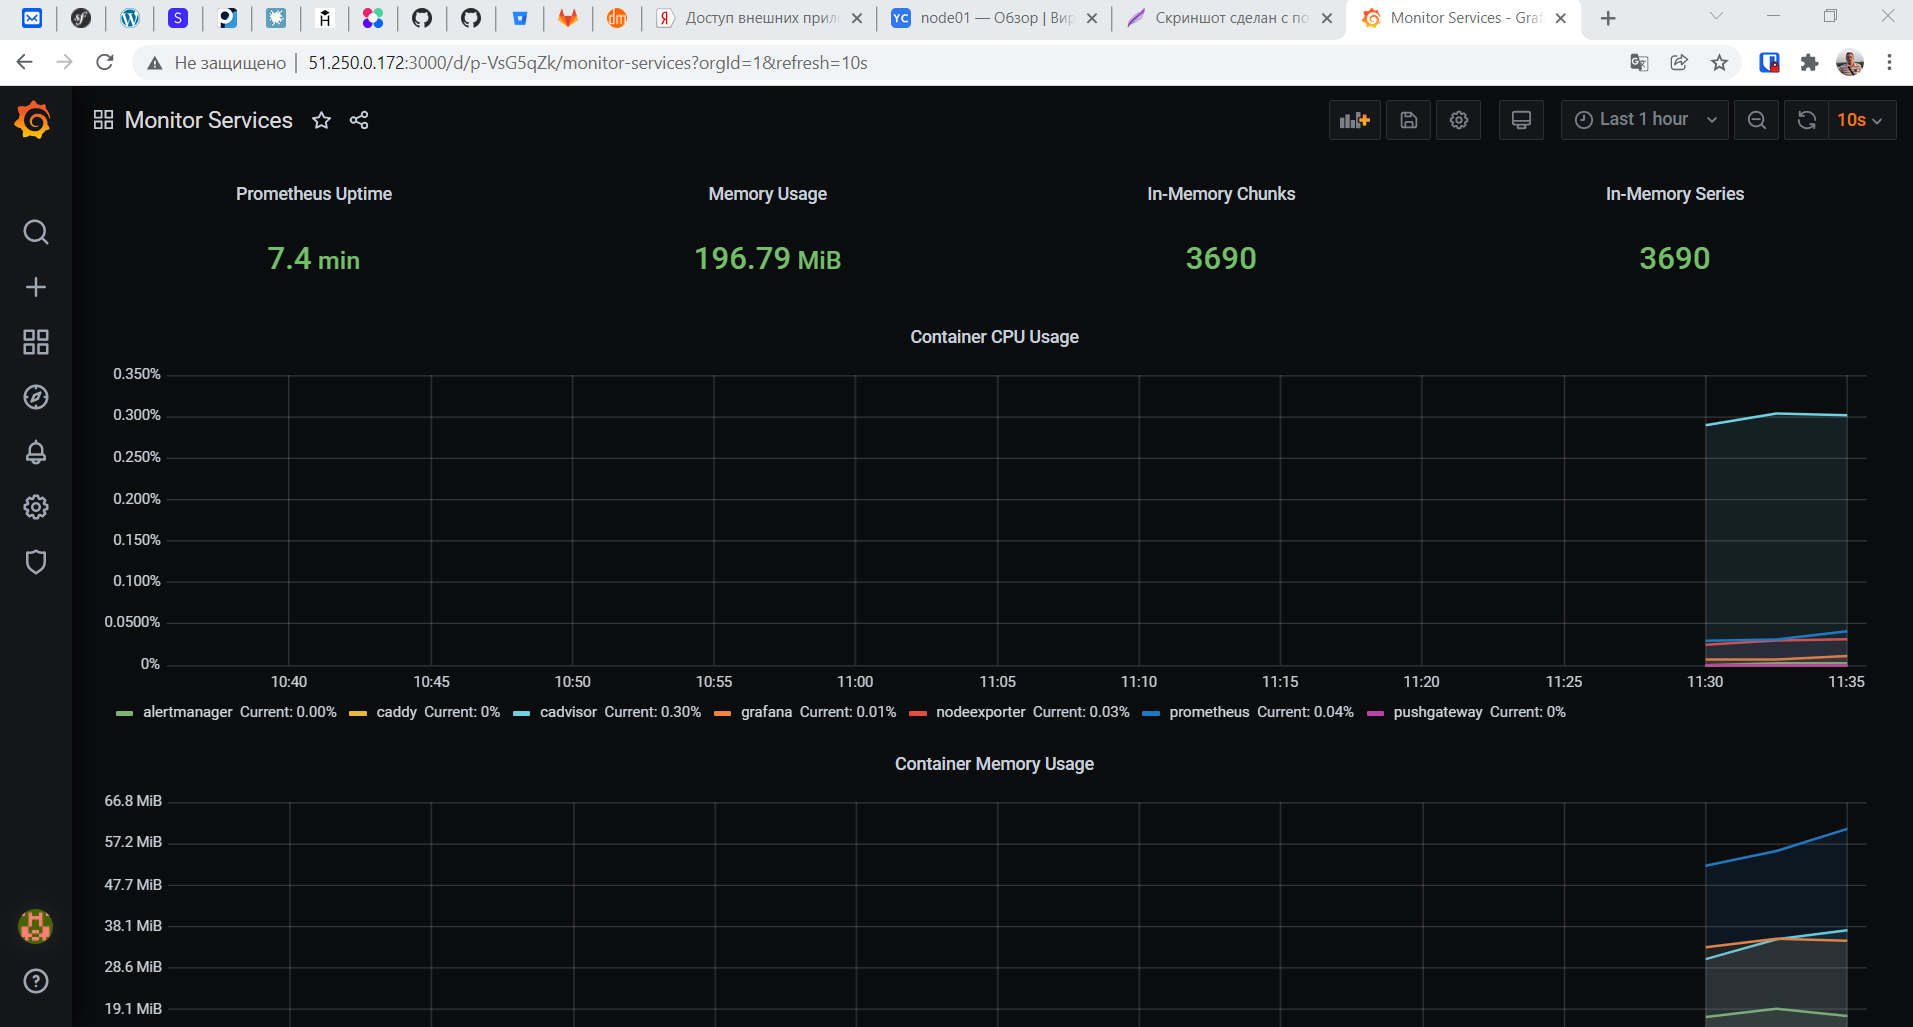 Доступ внешних прил
node01 — Обзор | Вир
Скриншот сделан с по
Monitor Services - Graf
Не защищено
51.250.0.172:3000/d/p-VsG5qZk/monitor-services?orgId=1&refresh=10s
Monitor Services
Last 1 hour
10s
Prometheus Uptime
Memory Usage
In-Memory Chunks
In-Memory Series
7.4 min
196.79 MiB
3690
3690
Container CPU Usage
0.350%
0.300%
0.250%
0.200%
0.150%
0.100%
0.0500%
0%
10:40 10:45 10:50 10:55 11:00 11:05 11:10 11:15 11:20 11:25 11:30 11:35
alertmanager Current: 0.00% caddy Current: 0% cadvisor Current: 0.30% grafana Current: 0.01% nodeexporter Current: 0.03% prometheus Current: 0.04% pushgateway Current: 0%
Container Memory Usage
66.8 MiB
57.2 MiB
47.7 MiB
38.1 MiB
28.6 MiB
19.1 MiB